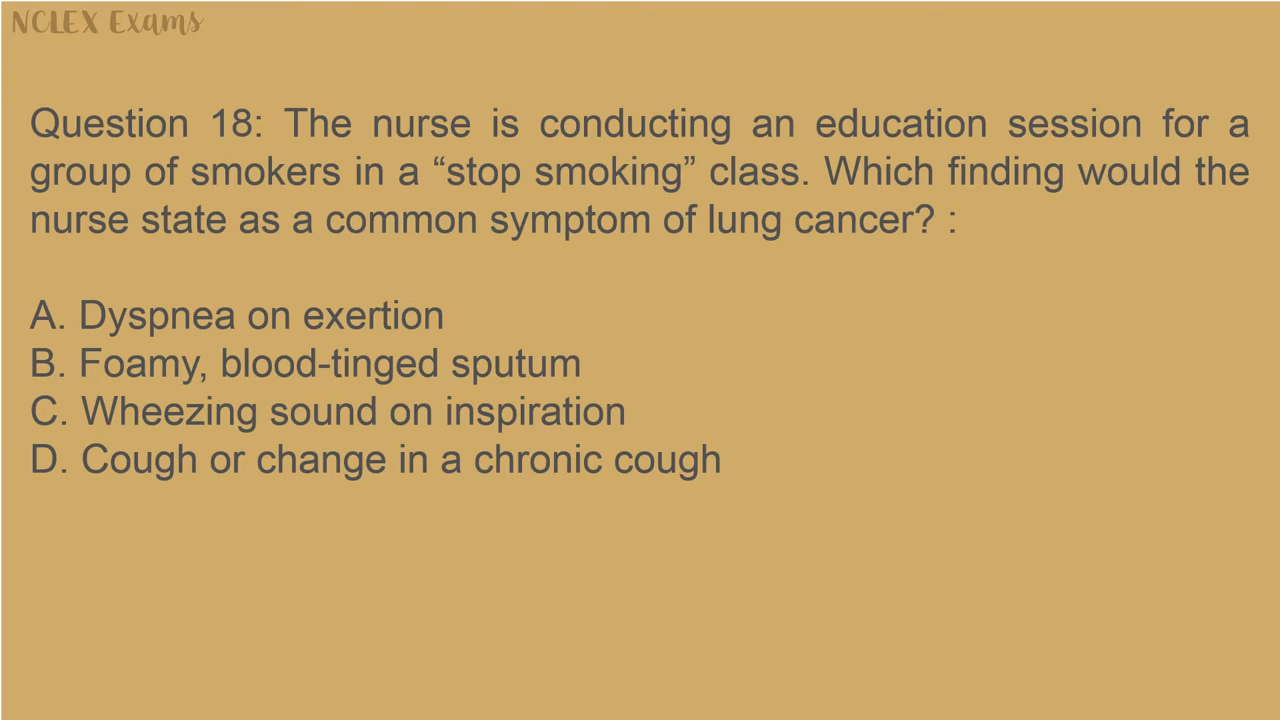 NCLEX Exams
Question 18: The nurse is conducting an education session for a
group of smokers in a “stop smoking” class. Which finding would the
nurse state as a common symptom of lung cancer? :
A. Dyspnea on exertion
B. Foamy, blood-tinged sputum
C. Wheezing sound on inspiration
D. Cough or change in a chronic cough